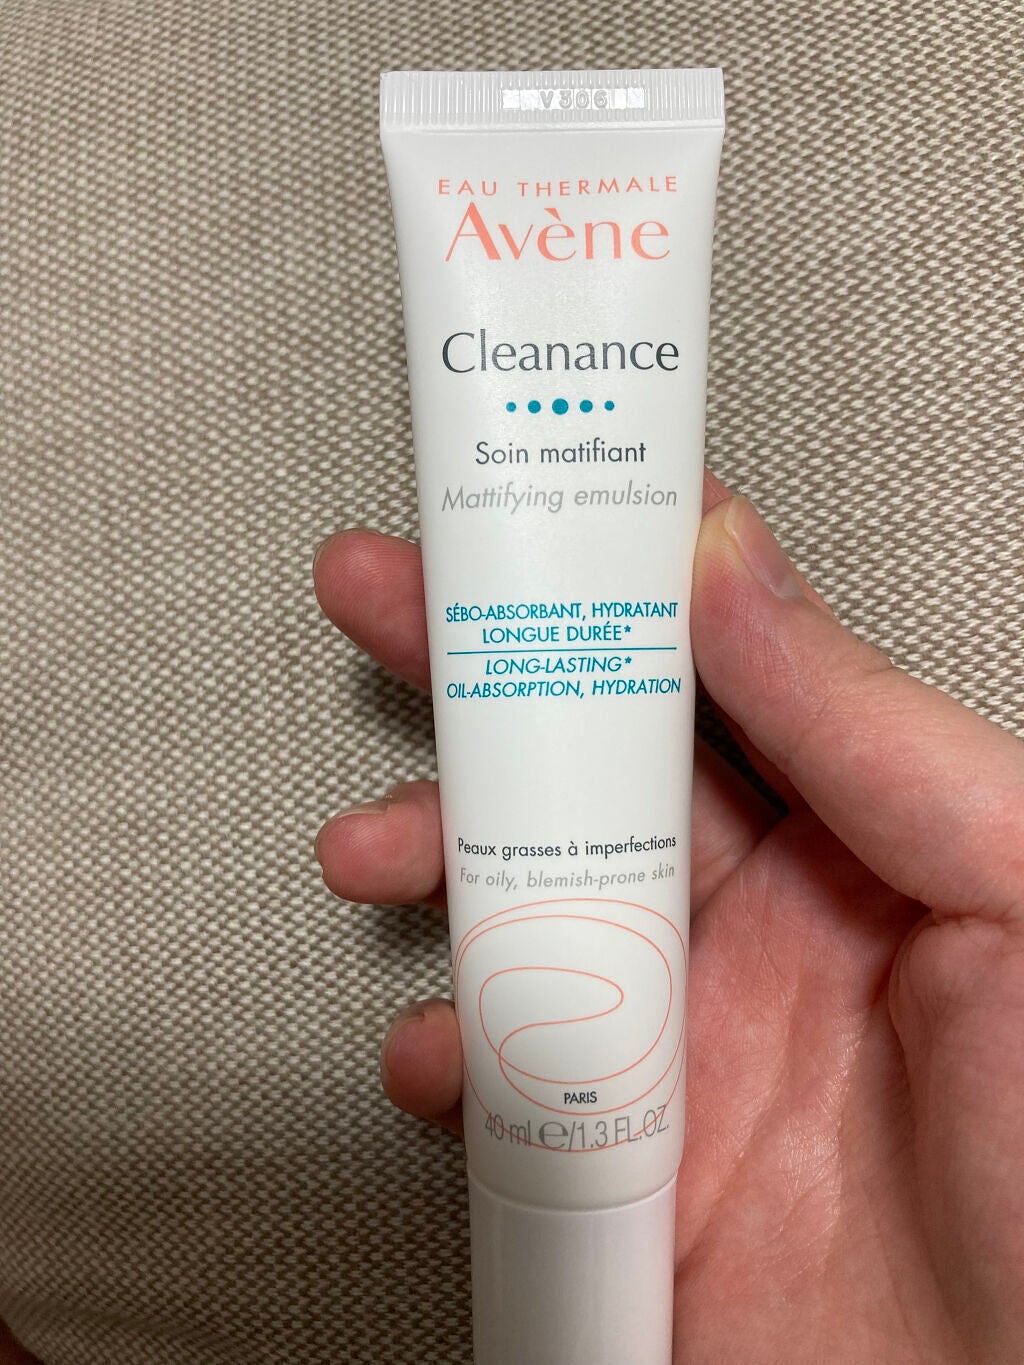 V306
EAU THERMALE
Avène
Cleanance
Soin matifiant
Mattifying emulsion
SÉBO-ABSORBANT, HYDRATANT
LONGUE DURÉE*
LONG-LASTING*
OIL-ABSORPTION, HYDRATION
Peaux grasses à imperfections
For oily, blemish-prone skin
PARIS
40 ml ℮/1.3 FL.OZ.